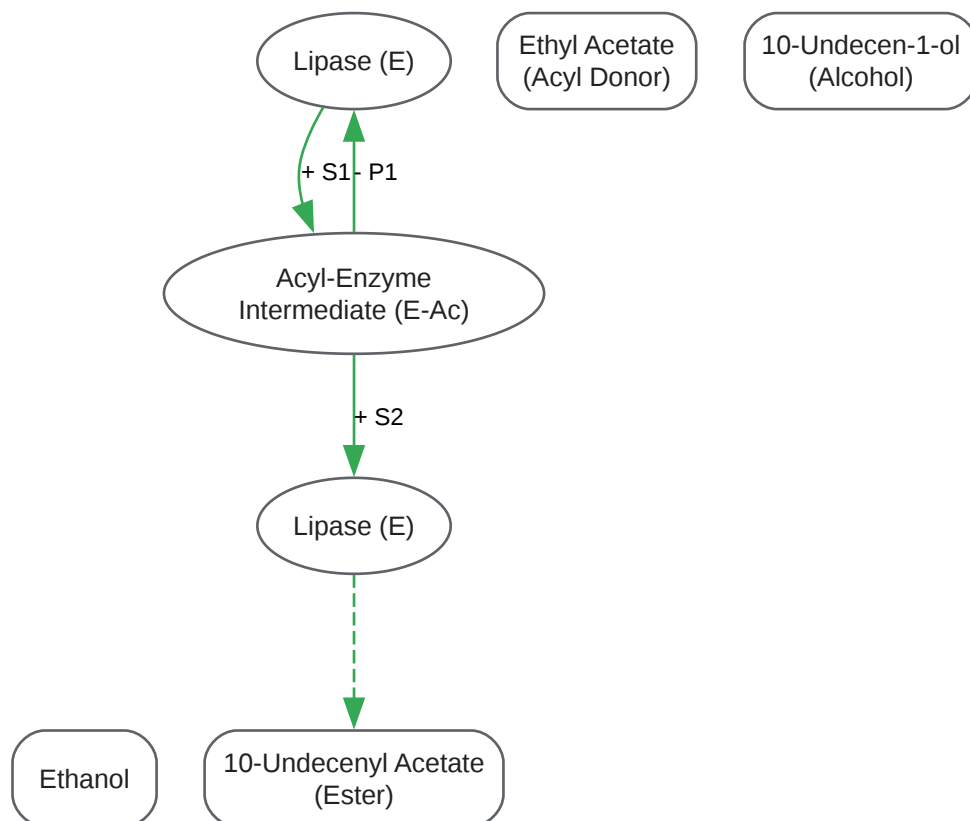 Lipase (E)
Ethyl Acetate
(Acyl Donor)
10-Undecen-1-ol
(Alcohol)
+ S1
- P1
Acyl-Enzyme
Intermediate (E-Ac)
+ S2
Lipase (E)
Ethanol
10-Undecenyl Acetate
(Ester)